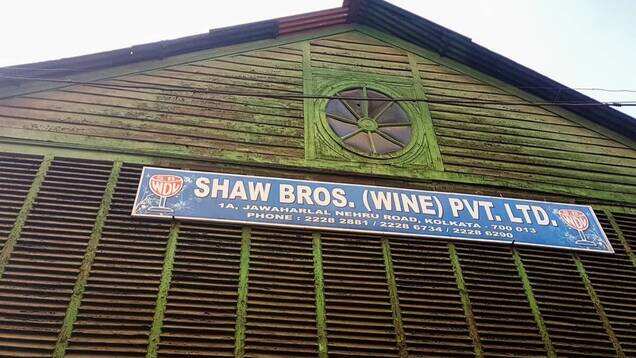 SHAW BROS. (WINE) PVT. LTD.
1A, JAWAHARLAL NEHRU ROAD, KOLKATA - 700 013
PHONE : 2228 2881 / 2228 6734 / 2228 6290